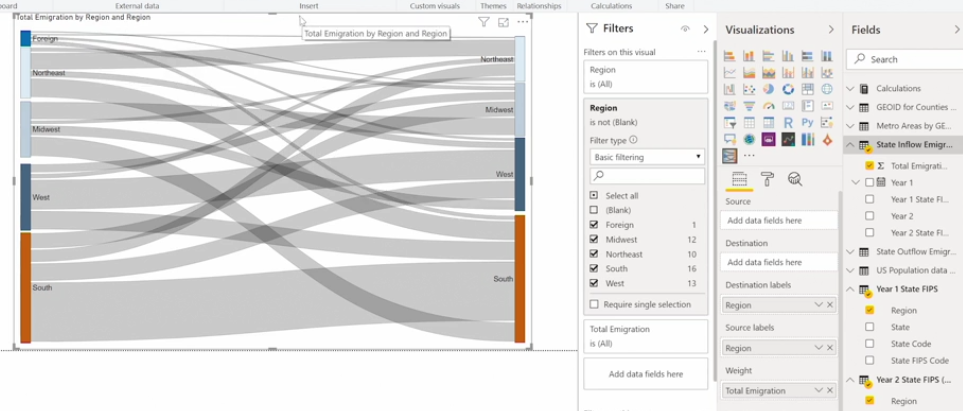 board
External data
Insert
Custom visuals
Themes
Relationships
Calculations
Share
Total Emigration by Region and Region
Total Emigration by Region and Region
Foreign
Northeast
Midwest
West
South
Northeast
Midwest
West
South
Filters
Filters on this visual ...
Region
is (All)
Region
is not (Blank)
Filter type
Basic filtering
Select all
(Blank)
Foreign 1
Midwest 12
Northeast 10
South 16
West 13
Require single selection
Total Emigration
is (All)
Add data fields here
Visualizations
R Py
...
Source
Add data fields here
Destination
Add data fields here
Destination labels
Region
Source labels
Region
Weight
Total Emigration
Fields
Search
Calculations
GEOID for Counties ...
Metro Areas by GE...
State Inflow Emigr...
Σ Total Emigrati...
Year 1
Year 1 State FI...
Year 2
Year 2 State FI...
State Outflow Emigr...
US Population data ...
Year 1 State FIPS
Region
State
State Code
State FIPS Code
Year 2 State FIPS (...
Region